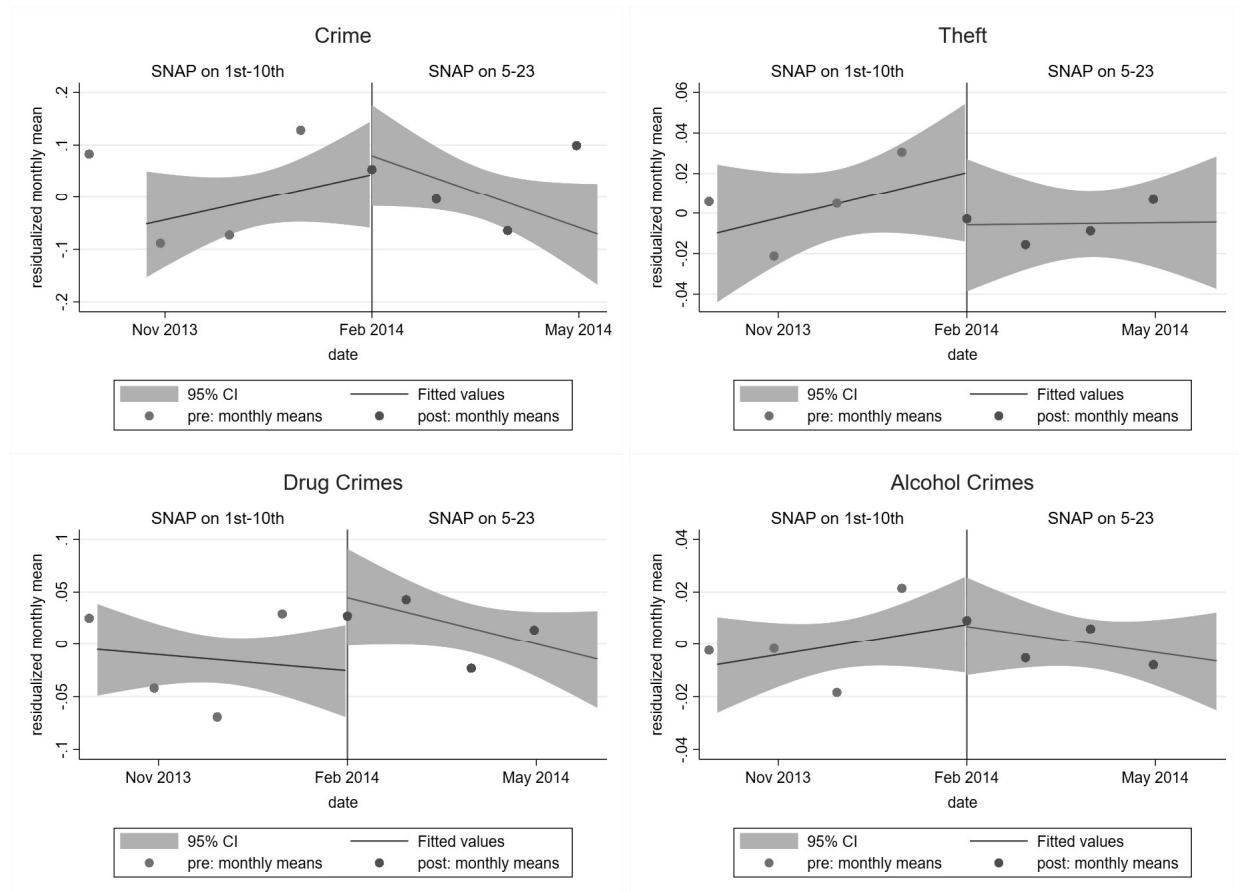 Crime
SNAP on 1st-10th SNAP on 5-23
residualized monthly mean
.2
.1
0
-.1
-.2
Nov 2013 Feb 2014 May 2014
date
95% CI Fitted values
pre: monthly means post: monthly means
Theft
SNAP on 1st-10th SNAP on 5-23
residualized monthly mean
.06
.04
.02
0
-.02
-.04
Nov 2013 Feb 2014 May 2014
date
95% CI Fitted values
pre: monthly means post: monthly means
Drug Crimes
SNAP on 1st-10th SNAP on 5-23
residualized monthly mean
.1
.05
0
-.05
-.1
Nov 2013 Feb 2014 May 2014
date
95% CI Fitted values
pre: monthly means post: monthly means
Alcohol Crimes
SNAP on 1st-10th SNAP on 5-23
residualized monthly mean
.04
.02
0
-.02
-.04
Nov 2013 Feb 2014 May 2014
date
95% CI Fitted values
pre: monthly means post: monthly means